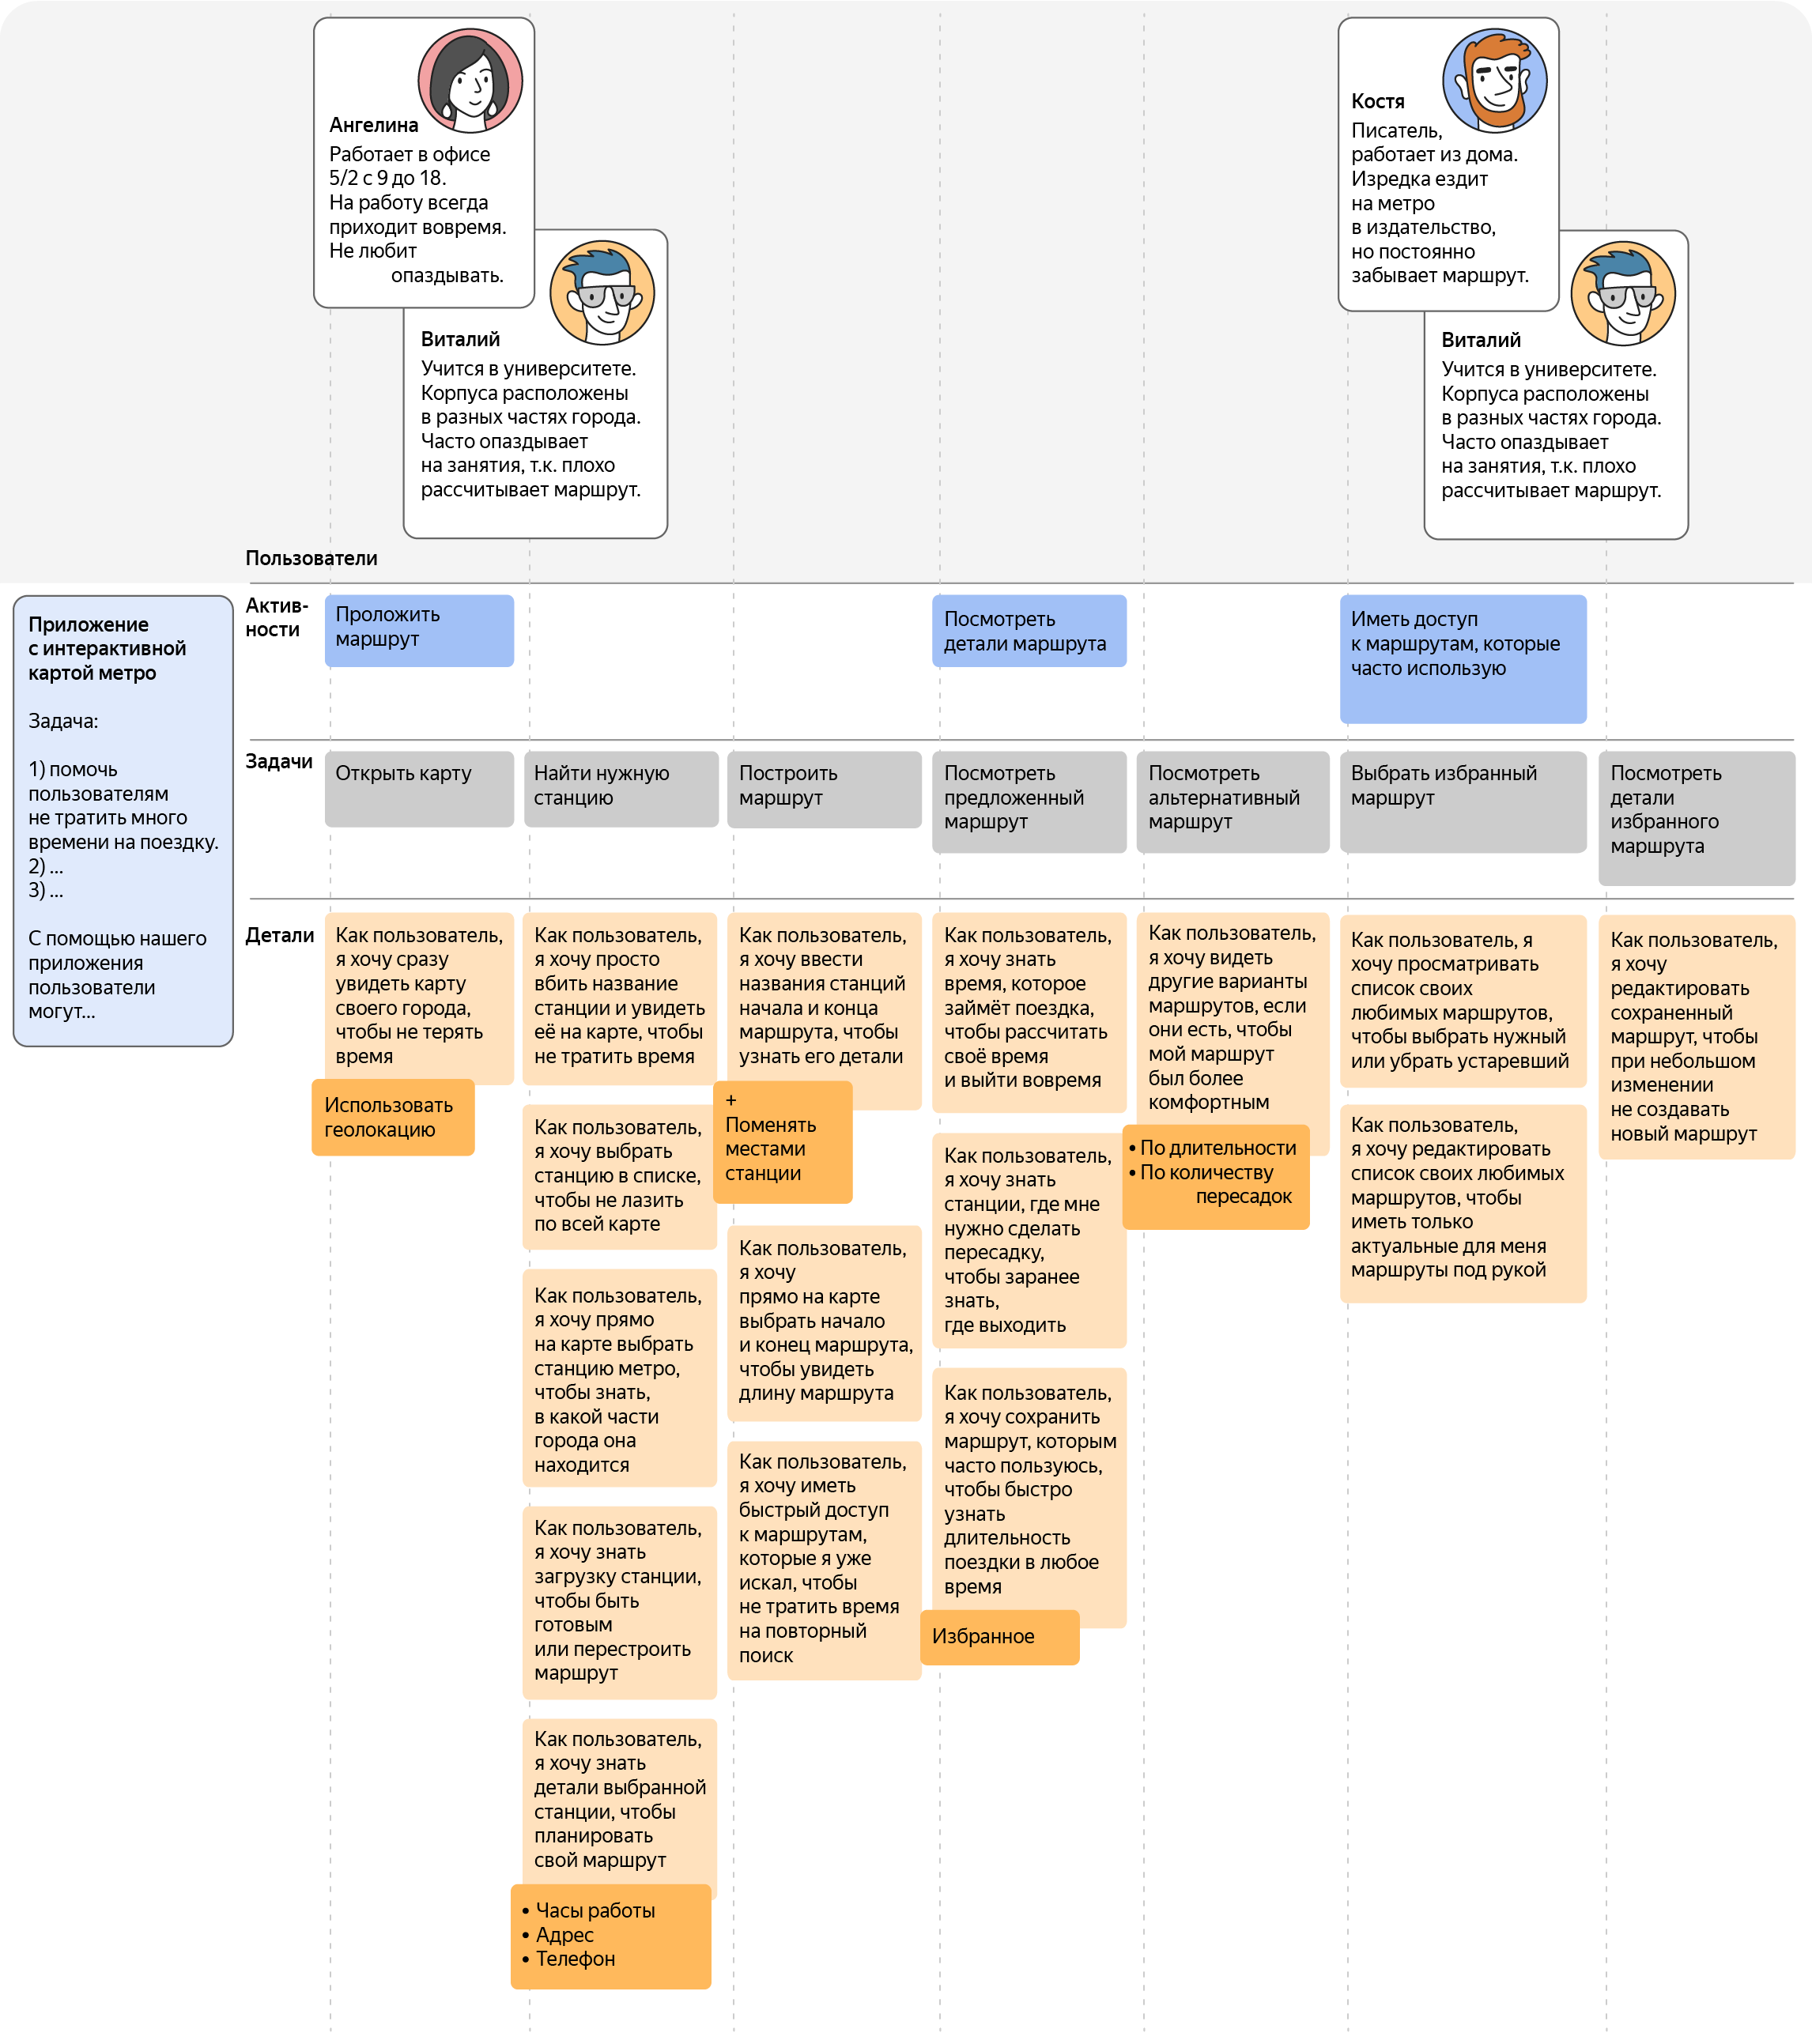 Ангелина
Работает в офисе
5/2 с 9 до 18.
На работу всегда
приходит вовремя.
Не любит
опаздывать.
Виталий
Учится в университете.
Корпуса расположены
в разных частях города.
Часто опаздывает
на занятия, т.к. плохо
рассчитывает маршрут.
Костя
Писатель,
работает из дома.
Изредка ездит
на метро
в издательство,
но постоянно
забывает маршрут.
Виталий
Учится в университете.
Корпуса расположены
в разных частях города.
Часто опаздывает
на занятия, т.к. плохо
рассчитывает маршрут.
Пользователи
Приложение
с интерактивной
картой метро
Задача:
1) помочь
пользователям
не тратить много
времени на поездку.
2) ...
3) ...
С помощью нашего
приложения
пользователи
могут...
Актив-
ности
Проложить
маршрут
Посмотреть
детали маршрута
Иметь доступ
к маршрутам, которые
часто использую
Задачи
Открыть карту
Найти нужную
станцию
Построить
маршрут
Посмотреть
предложенный
маршрут
Посмотреть
альтернативный
маршрут
Выбрать избранный
маршрут
Посмотреть
детали
избранного
маршрута
Детали
Как пользователь,
я хочу сразу
увидеть карту
своего города,
чтобы не терять
время
Использовать
геолокацию
Как пользователь,
я хочу просто
вбить название
станции и увидеть
её на карте, чтобы
не тратить время
Как пользователь,
я хочу выбрать
станцию в списке,
чтобы не лазить
по всей карте
Как пользователь,
я хочу прямо
на карте выбрать
станцию метро,
чтобы знать,
в какой части
города она
находится
Как пользователь,
я хочу знать
загрузку станции,
чтобы быть
готовым
или перестроить
маршрут
Как пользователь,
я хочу знать
детали выбранной
станции, чтобы
планировать
свой маршрут
• Часы работы
• Адрес
• Телефон
Как пользователь,
я хочу ввести
названия станций
начала и конца
маршрута, чтобы
узнать его детали
+
Поменять
местами
станции
Как пользователь,
я хочу
прямо на карте
выбрать начало
и конец маршрута,
чтобы увидеть
длину маршрута
Как пользователь,
я хочу иметь
быстрый доступ
к маршрутам,
которые я уже
искал, чтобы
не тратить время
на повторный
поиск
Как пользователь,
я хочу знать
время, которое
займёт поездка,
чтобы рассчитать
своё время
и выйти вовремя
Как пользователь,
я хочу знать
станции, где мне
нужно сделать
пересадку,
чтобы заранее
знать,
где выходить
Как пользователь,
я хочу сохранить
маршрут, которым
часто пользуюсь,
чтобы быстро
узнать
длительность
поездки в любое
время
Избранное
Как пользователь,
я хочу видеть
другие варианты
маршрутов, если
они есть, чтобы
мой маршрут
был более
комфортным
• По длительности
• По количеству
пересадок
Как пользователь, я
хочу просматривать
список своих
любимых маршрутов,
чтобы выбрать нужный
или убрать устаревший
Как пользователь,
я хочу редактировать
список своих любимых
маршрутов, чтобы
иметь только
актуальные для меня
маршруты под рукой
Как пользователь,
я хочу
редактировать
сохраненный
маршрут, чтобы
при небольшом
изменении
не создавать
новый маршрут